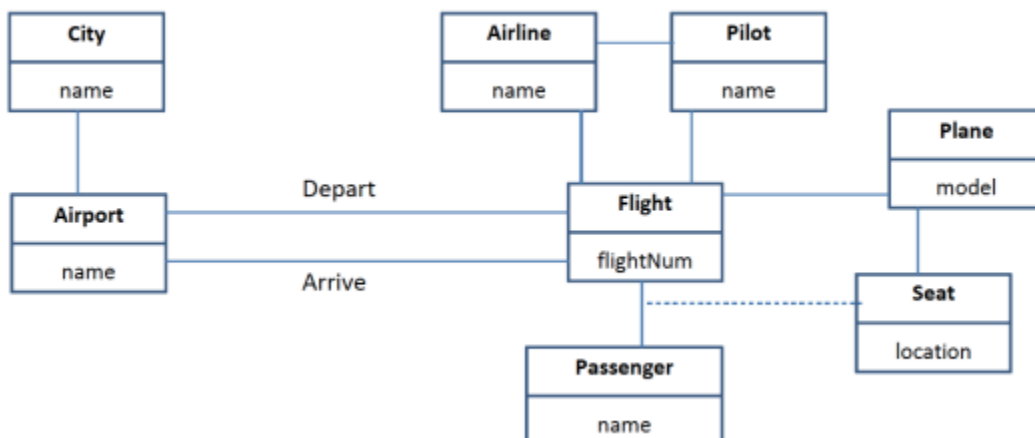 City
name
Airline
name
Pilot
name
Plane
model
Depart
Airport
name
Arrive
Flight
flightNum
Seat
location
Passenger
name